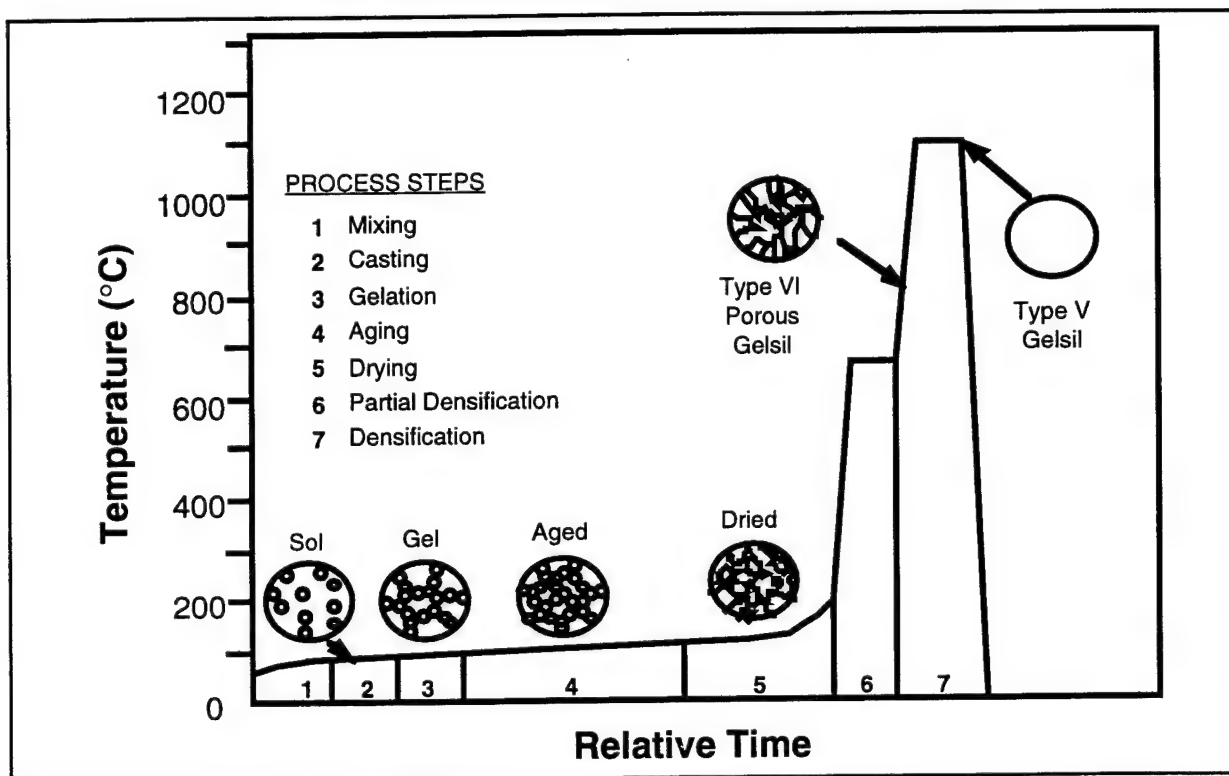 Temperature (°C)
1200
1000
800
600
400
200
0
PROCESS STEPS
1 Mixing
2 Casting
3 Gelation
4 Aging
5 Drying
6 Partial Densification
7 Densification
Type VI
Porous
Gelsil
Type V
Gelsil
Sol
Gel
Aged
Dried
1
2
3
4
5
6
7
Relative Time